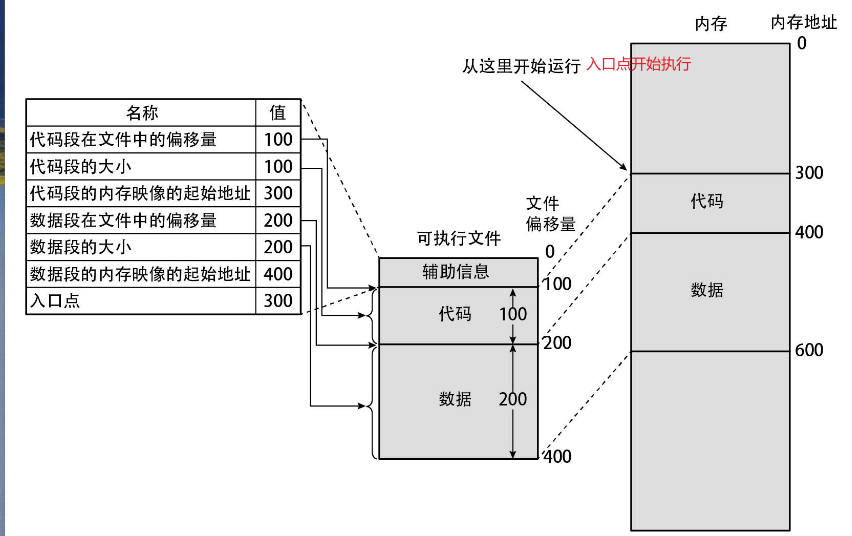 内存
内存地址
0
从这里开始运行
入口点开始执行
名称 值
代码段在文件中的偏移量 100
代码段的大小 100
代码段的内存映像的起始地址 300
数据段在文件中的偏移量 200
数据段的大小 200
数据段的内存映像的起始地址 400
入口点 300
可执行文件
文件
偏移量
0
辅助信息
100
代码
100
200
数据
200
400
300
代码
400
数据
600